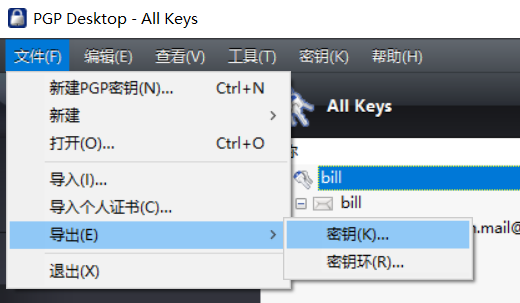 PGP Desktop - All Keys
文件(F) 编辑(E) 查看(V) 工具(T) 密钥(K) 帮助(H)
新建PGP密钥(N)... Ctrl+N
新建
打开(O)... Ctrl+O
导入(I)...
导入个人证书(C)...
导出(E)
退出(X)
All Keys
bill
bill
密钥(K)...
密钥环(R)...
n.mail@